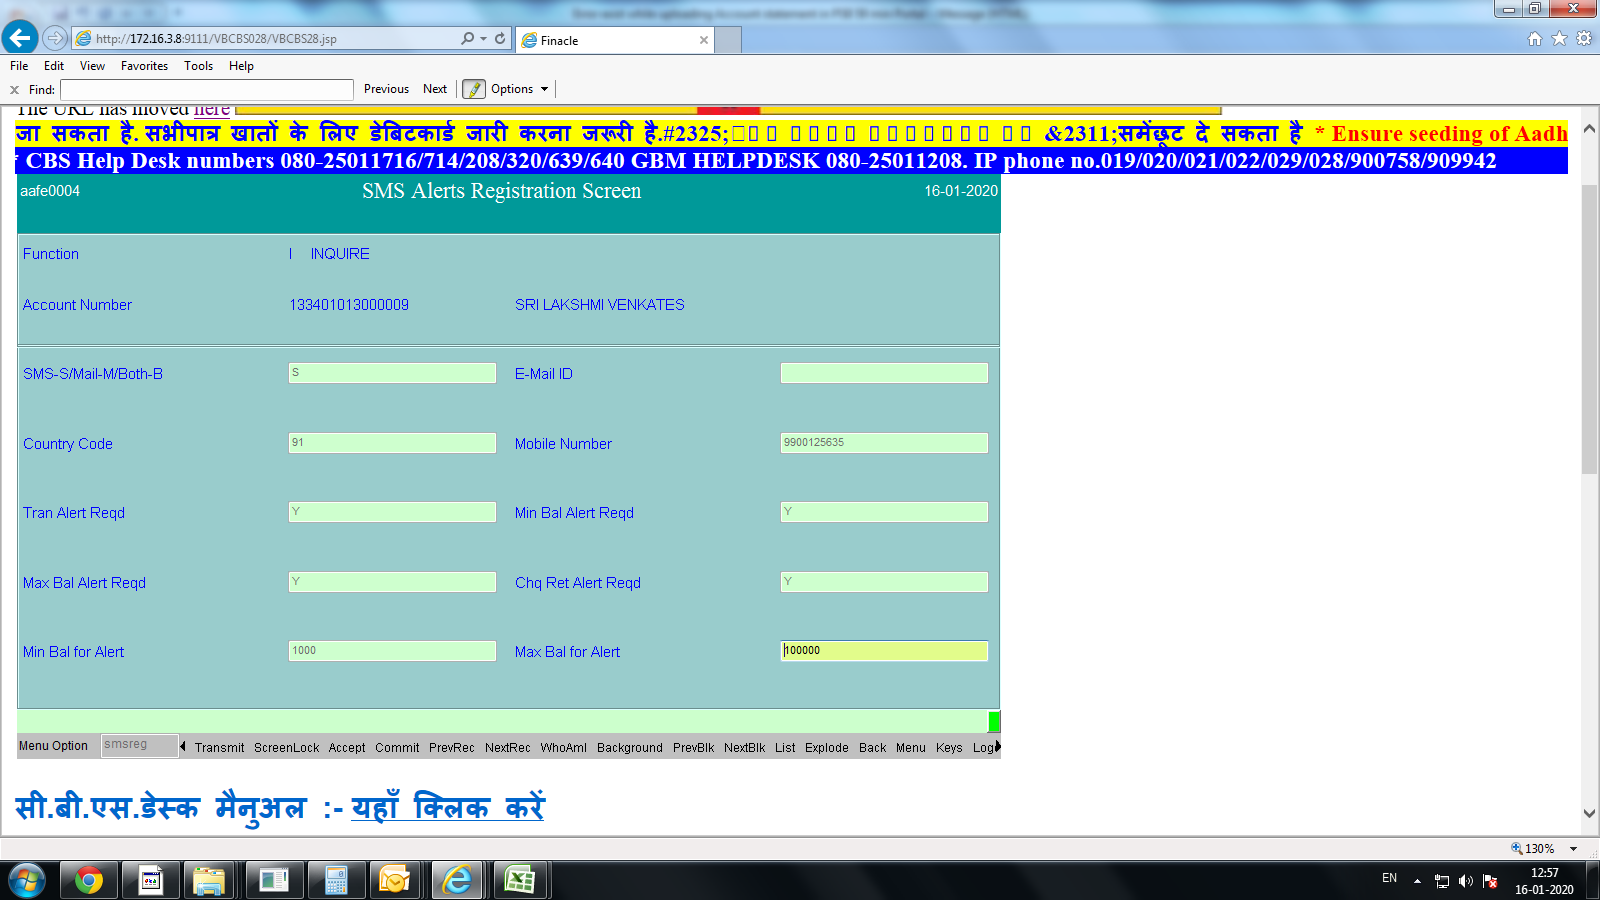 http://172.16.3.8:9111/VBCBS028/VBCBS28.jsp
Finacle
File Edit View Favorites Tools Help
Find: Previous Next Options
The URL has moved here
जा सकता है. सभीपात्र खातों के लिए डेबिटकार्ड जारी करना जरूरी है.#2325; &2311;समेंछूट दे सकता है * Ensure seeding of Aadh
* CBS Help Desk numbers 080-25011716/714/208/320/639/640 GBM HELPDESK 080-25011208. IP phone no.019/020/021/022/029/028/900758/909942
aafe0004 SMS Alerts Registration Screen 16-01-2020
Function I INQUIRE
Account Number 133401013000009 SRI LAKSHMI VENKATES
SMS-S/Mail-M/Both-B S E-Mail ID
Country Code 91 Mobile Number 9900125635
Tran Alert Reqd Y Min Bal Alert Reqd Y
Max Bal Alert Reqd Y Chq Ret Alert Reqd Y
Min Bal for Alert 1000 Max Bal for Alert 100000
Menu Option smsreg Transmit ScreenLock Accept Commit PrevRec NextRec WhoAmI Background PrevBlk NextBlk List Explode Back Menu Keys Log
सी.बी.एस.डेस्क मैनुअल :- यहाँ क्लिक करें
130%
EN 12:57
16-01-2020